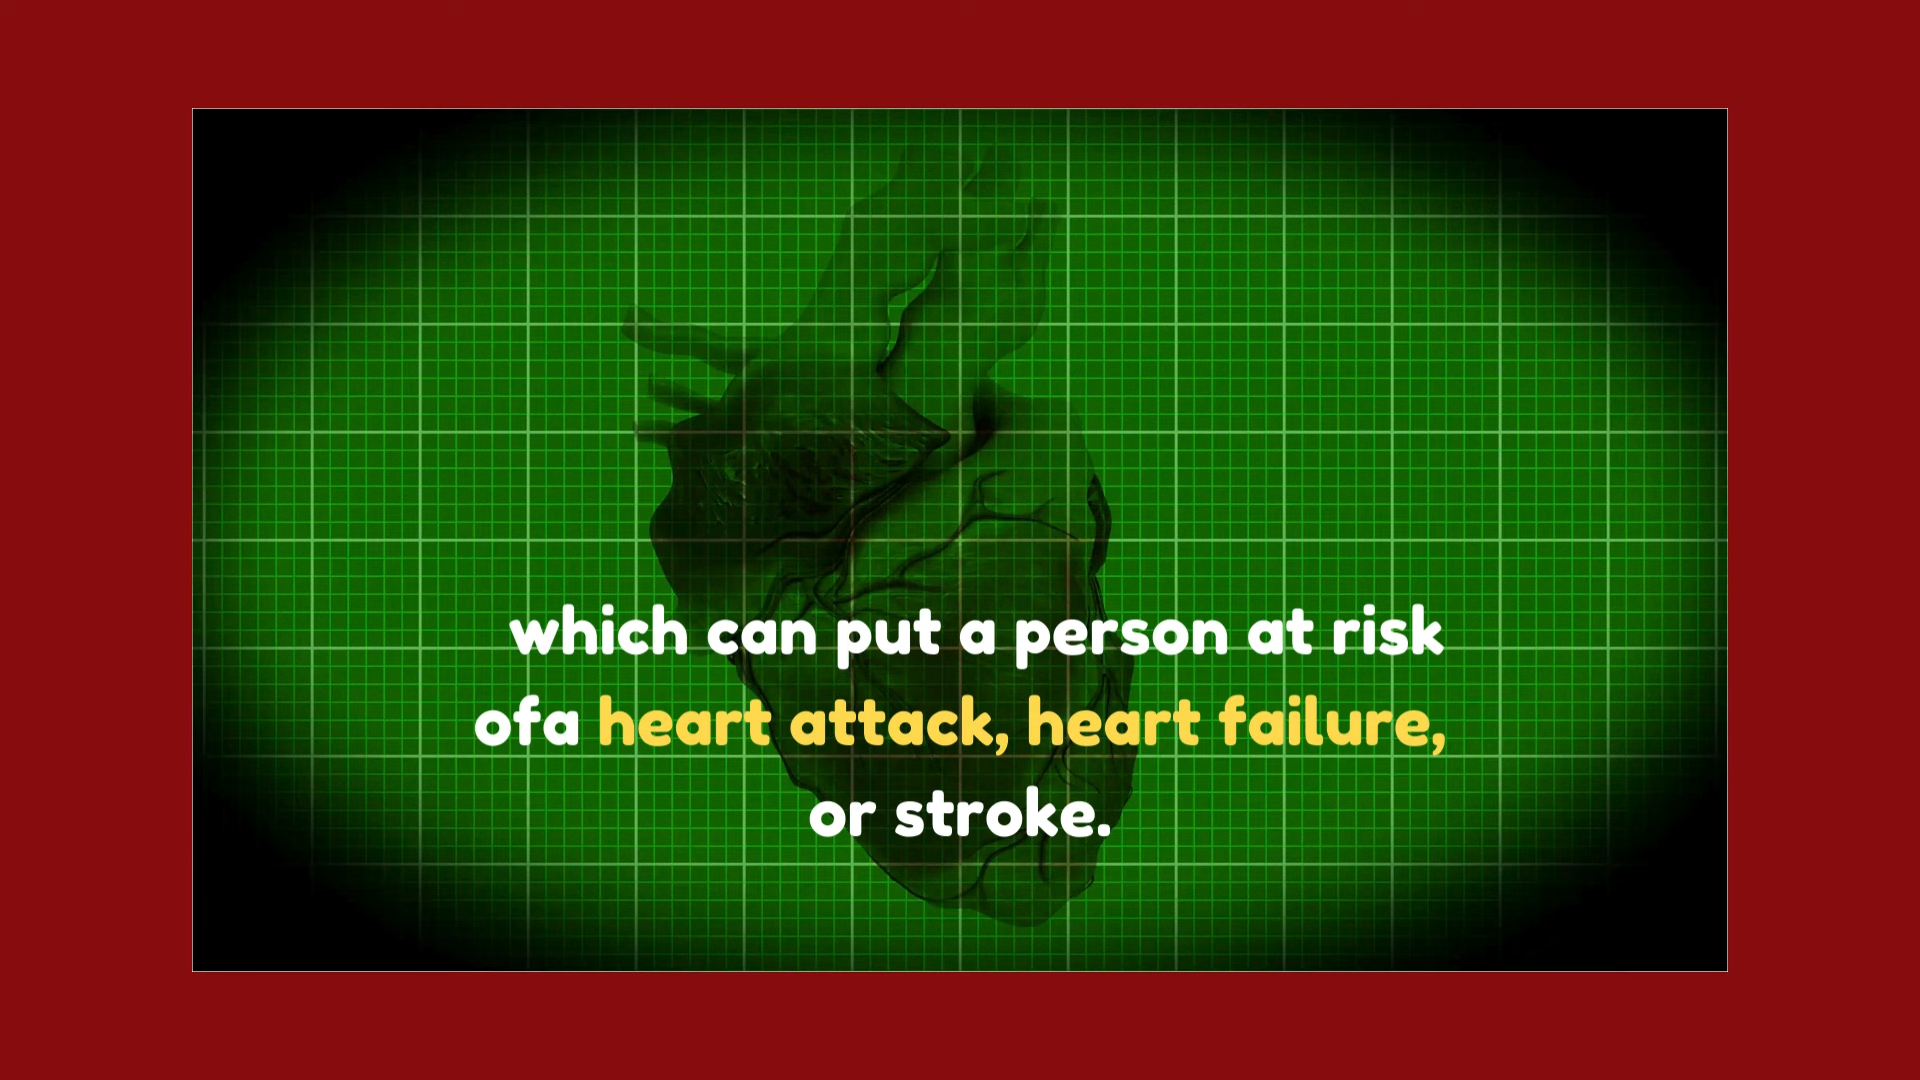 which can put a person at risk
ofa heart attack, heart failure,
or stroke.